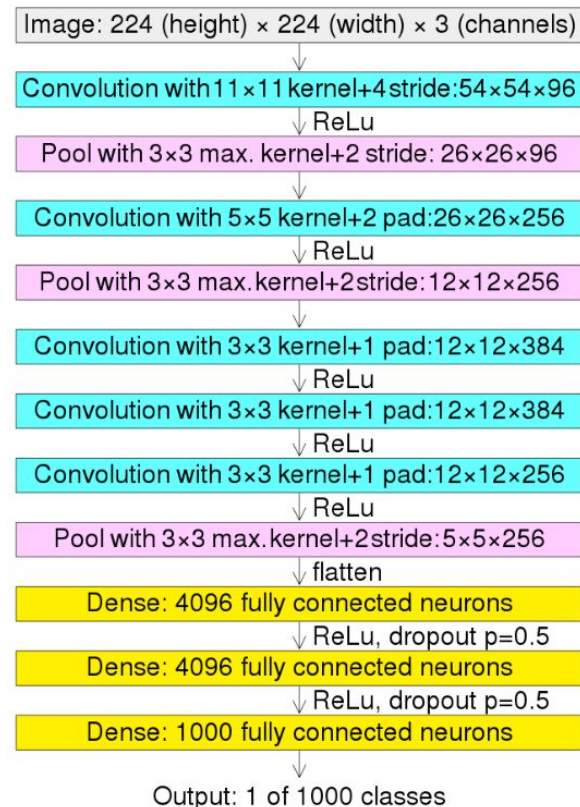 Image: 224 (height) × 224 (width) × 3 (channels)
Convolution with 11×11 kernel+4 stride:54×54×96
ReLu
Pool with 3×3 max. kernel+2 stride: 26×26×96
Convolution with 5×5 kernel+2 pad:26×26×256
ReLu
Pool with 3×3 max.kernel+2stride:12×12×256
Convolution with 3×3 kernel+1 pad:12×12×384
ReLu
Convolution with 3×3 kernel+1 pad:12×12×384
ReLu
Convolution with 3×3 kernel+1 pad:12×12×256
ReLu
Pool with 3×3 max.kernel+2stride:5×5×256
flatten
Dense: 4096 fully connected neurons
ReLu, dropout p=0.5
Dense: 4096 fully connected neurons
ReLu, dropout p=0.5
Dense: 1000 fully connected neurons
Output: 1 of 1000 classes